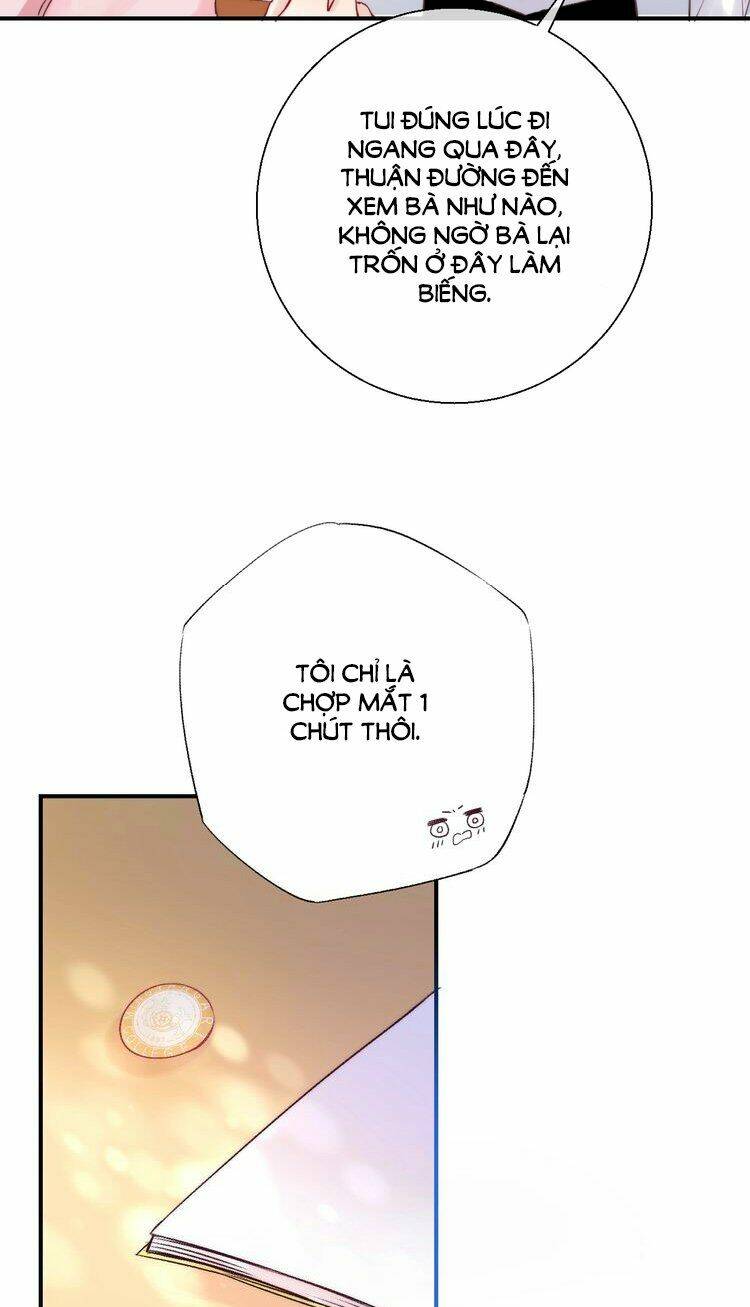 TUI ĐÚNG LÚC ĐI
NGANG QUA ĐÂY,
THUẬN ĐƯỜNG ĐẾN
XEM BÀ NHƯ NÀO,
KHÔNG NGỜ BÀ LẠI
TRỐN Ở ĐÂY LÀM
BIẾNG.
TÔI CHỈ LÀ
CHỢP MẮT 1
CHÚT THÔI.